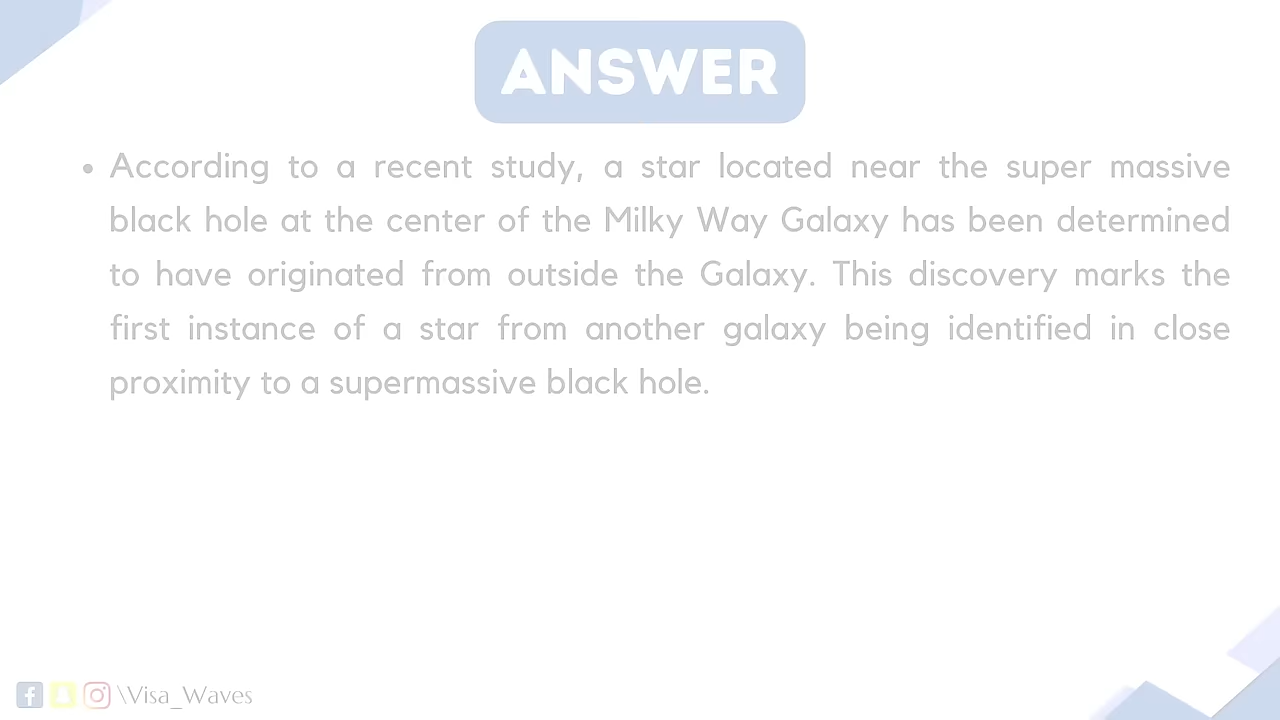 ANSWER
• According to a recent study, a star located near the super massive
black hole at the center of the Milky Way Galaxy has been determined
to have originated from outside the Galaxy. This discovery marks the
first instance of a star from another galaxy being identified in close
proximity to a supermassive black hole.
\Visa_Waves